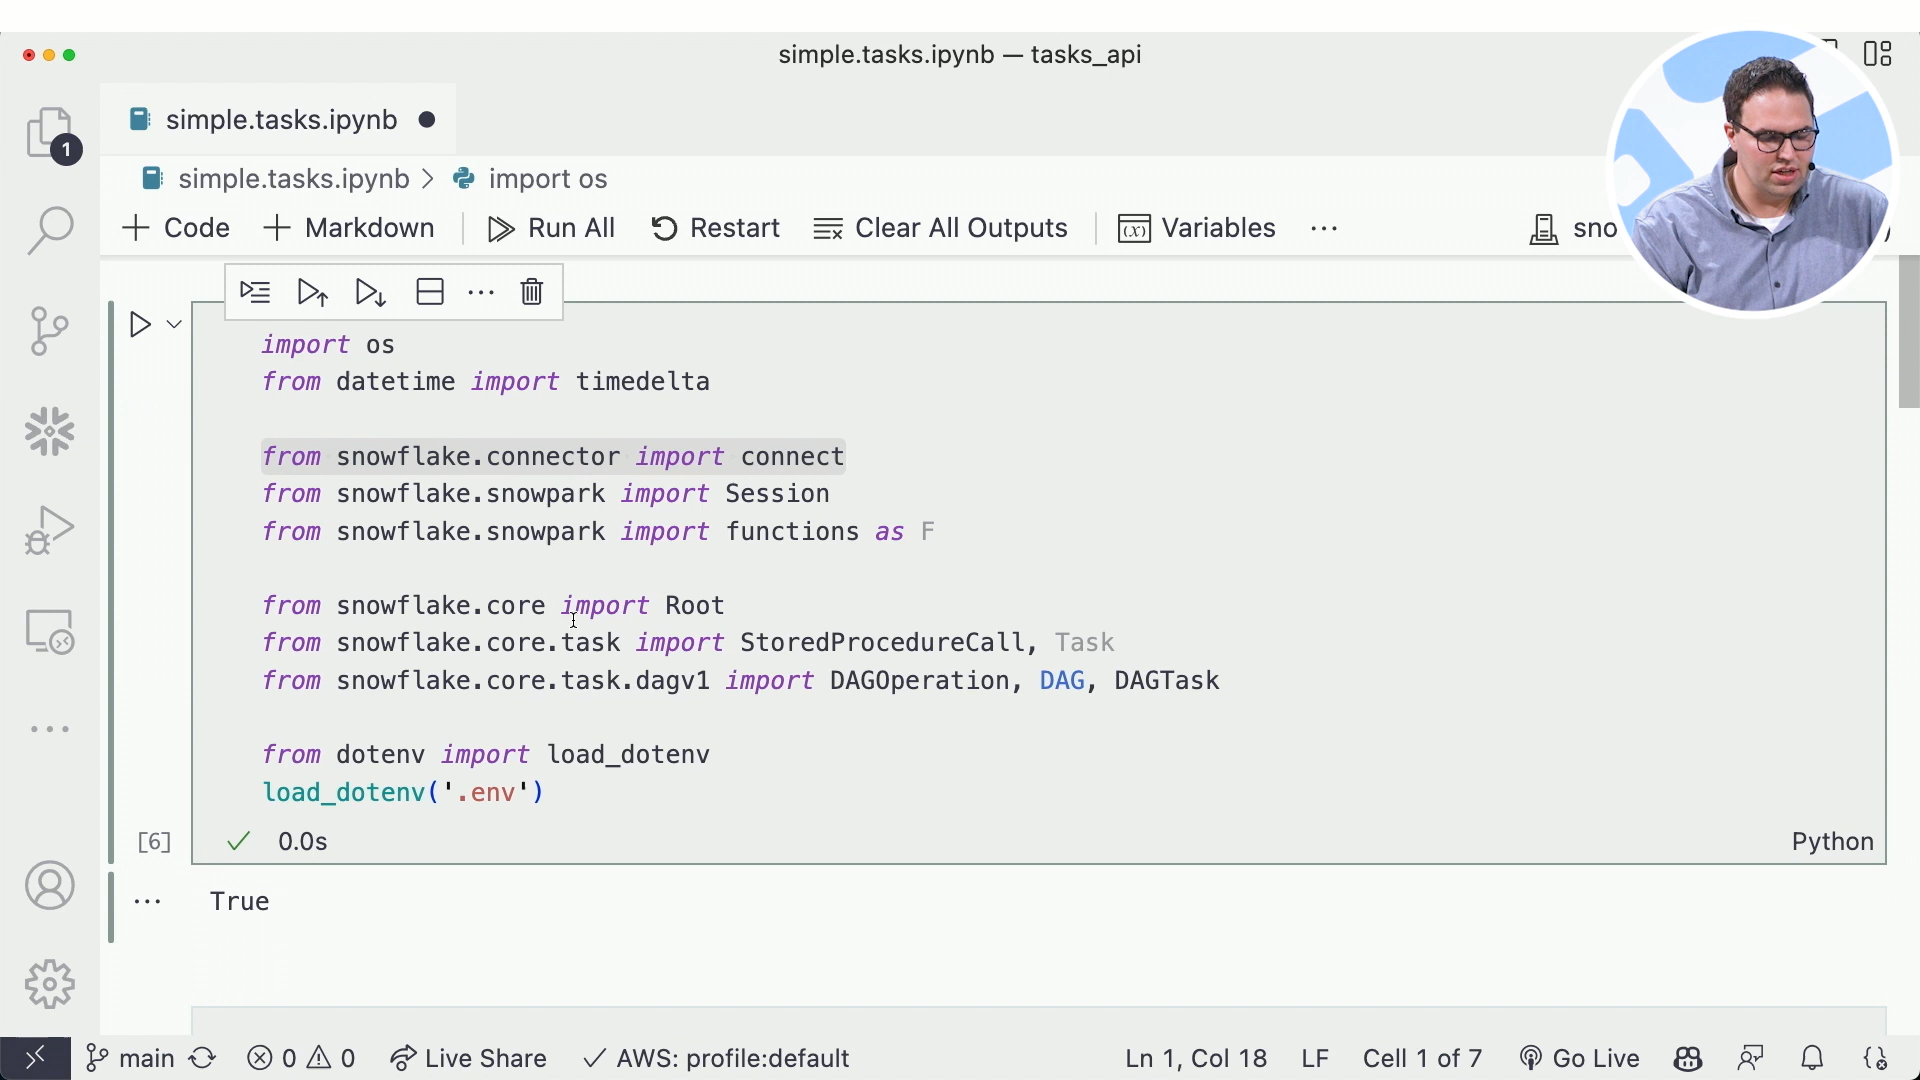 simple.tasks.ipynb — tasks_api
simple.tasks.ipynb
1
simple.tasks.ipynb > import os
+ Code + Markdown Run All Restart Clear All Outputs (x) Variables ··· sno
import os
from datetime import timedelta
from snowflake.connector import connect
from snowflake.snowpark import Session
from snowflake.snowpark import functions as F
from snowflake.core import Root
from snowflake.core.task import StoredProcedureCall, Task
from snowflake.core.task.dagv1 import DAGOperation, DAG, DAGTask
from dotenv import load_dotenv
load_dotenv('.env')
[6] ✓ 0.0s Python
··· True
main 0 0 Live Share ✓ AWS: profile:default Ln 1, Col 18 LF Cell 1 of 7 Go Live